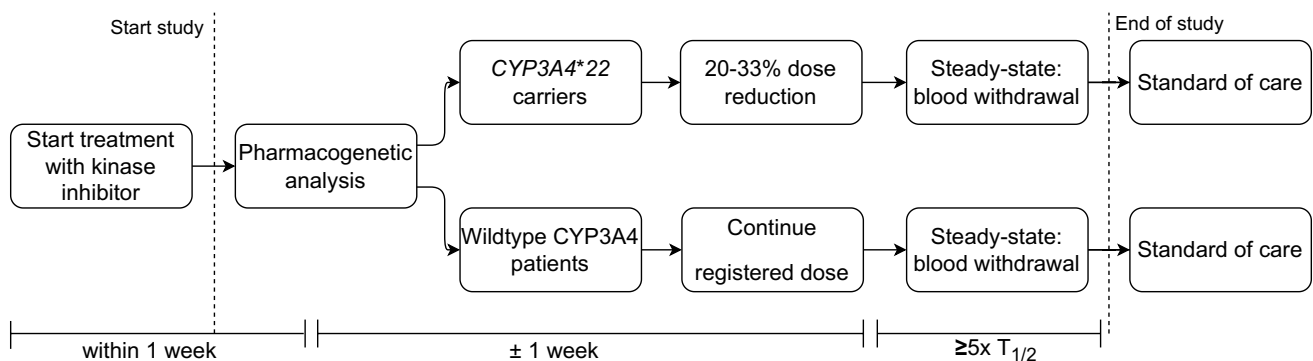 Start study
End of study
Start treatment
with kinase
inhibitor
Pharmacogenetic
analysis
CYP3A4*22
carriers
20-33% dose
reduction
Steady-state:
blood withdrawal
Standard of care
Wildtype CYP3A4
patients
Continue
registered dose
Steady-state:
blood withdrawal
Standard of care
within 1 week
± 1 week
≥5x T1/2